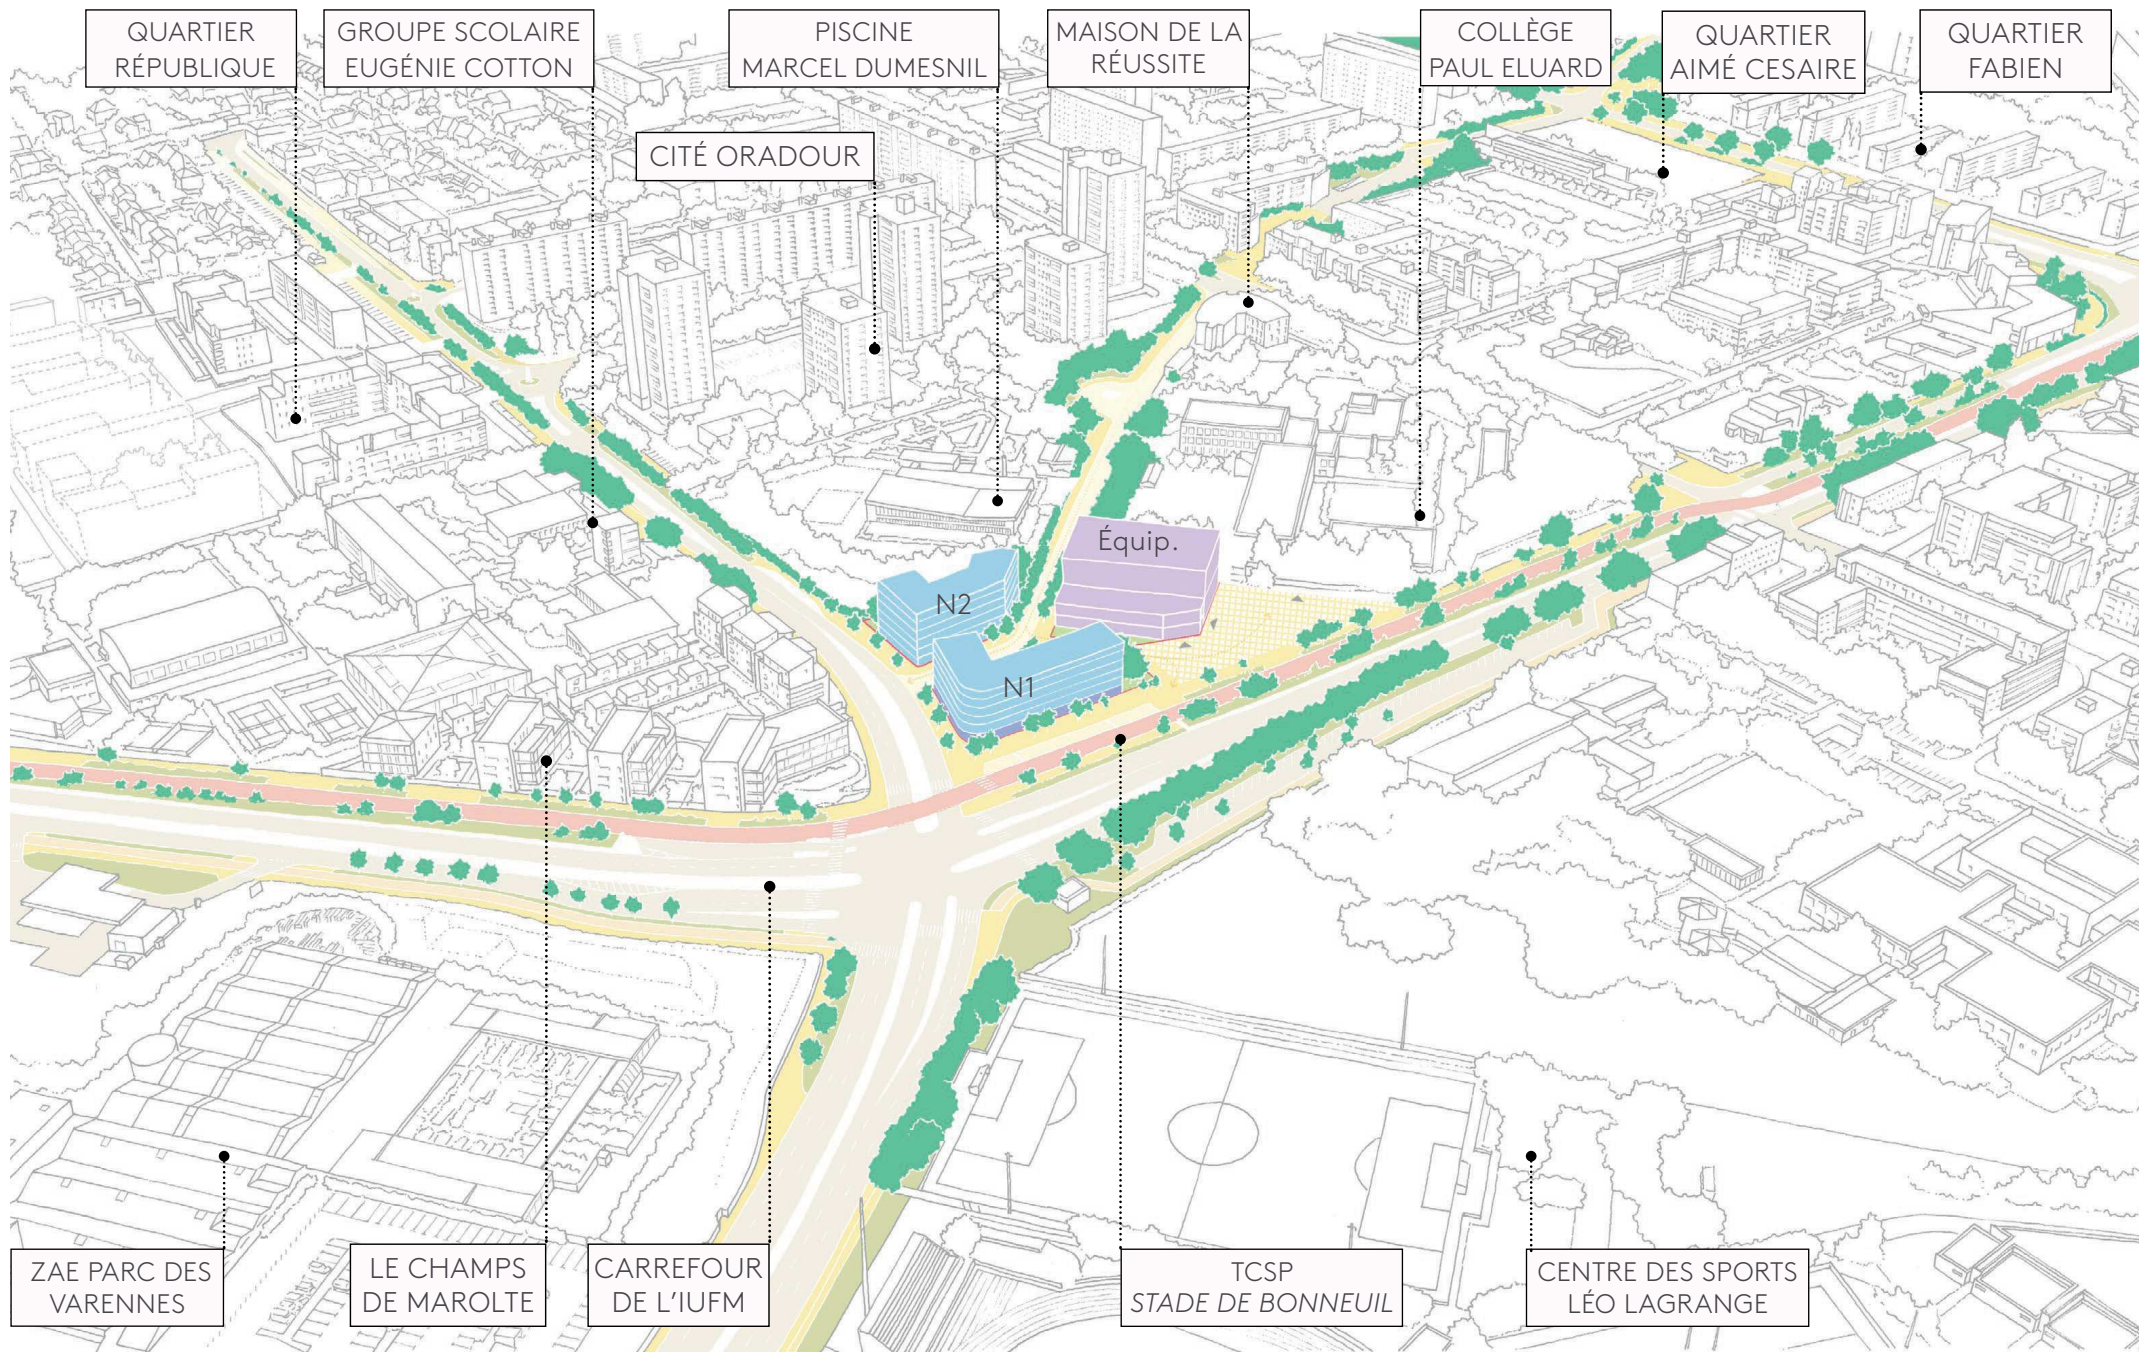 QUARTIER
RÉPUBLIQUE
GROUPE SCOLAIRE
EUGÉNIE COTTON
PISCINE
MARCEL DUMESNIL
MAISON DE LA
RÉUSSITE
COLLÈGE
PAUL ELUARD
QUARTIER
AIMÉ CESAIRE
QUARTIER
FABIEN
CITÉ ORADOUR
Équip.
N2
N1
ZAE PARC DES
VARENNES
LE CHAMPS
DE MAROLTE
CARREFOUR
DE L'IUFM
TCSP
STADE DE BONNEUIL
CENTRE DES SPORTS
LÉO LAGRANGE